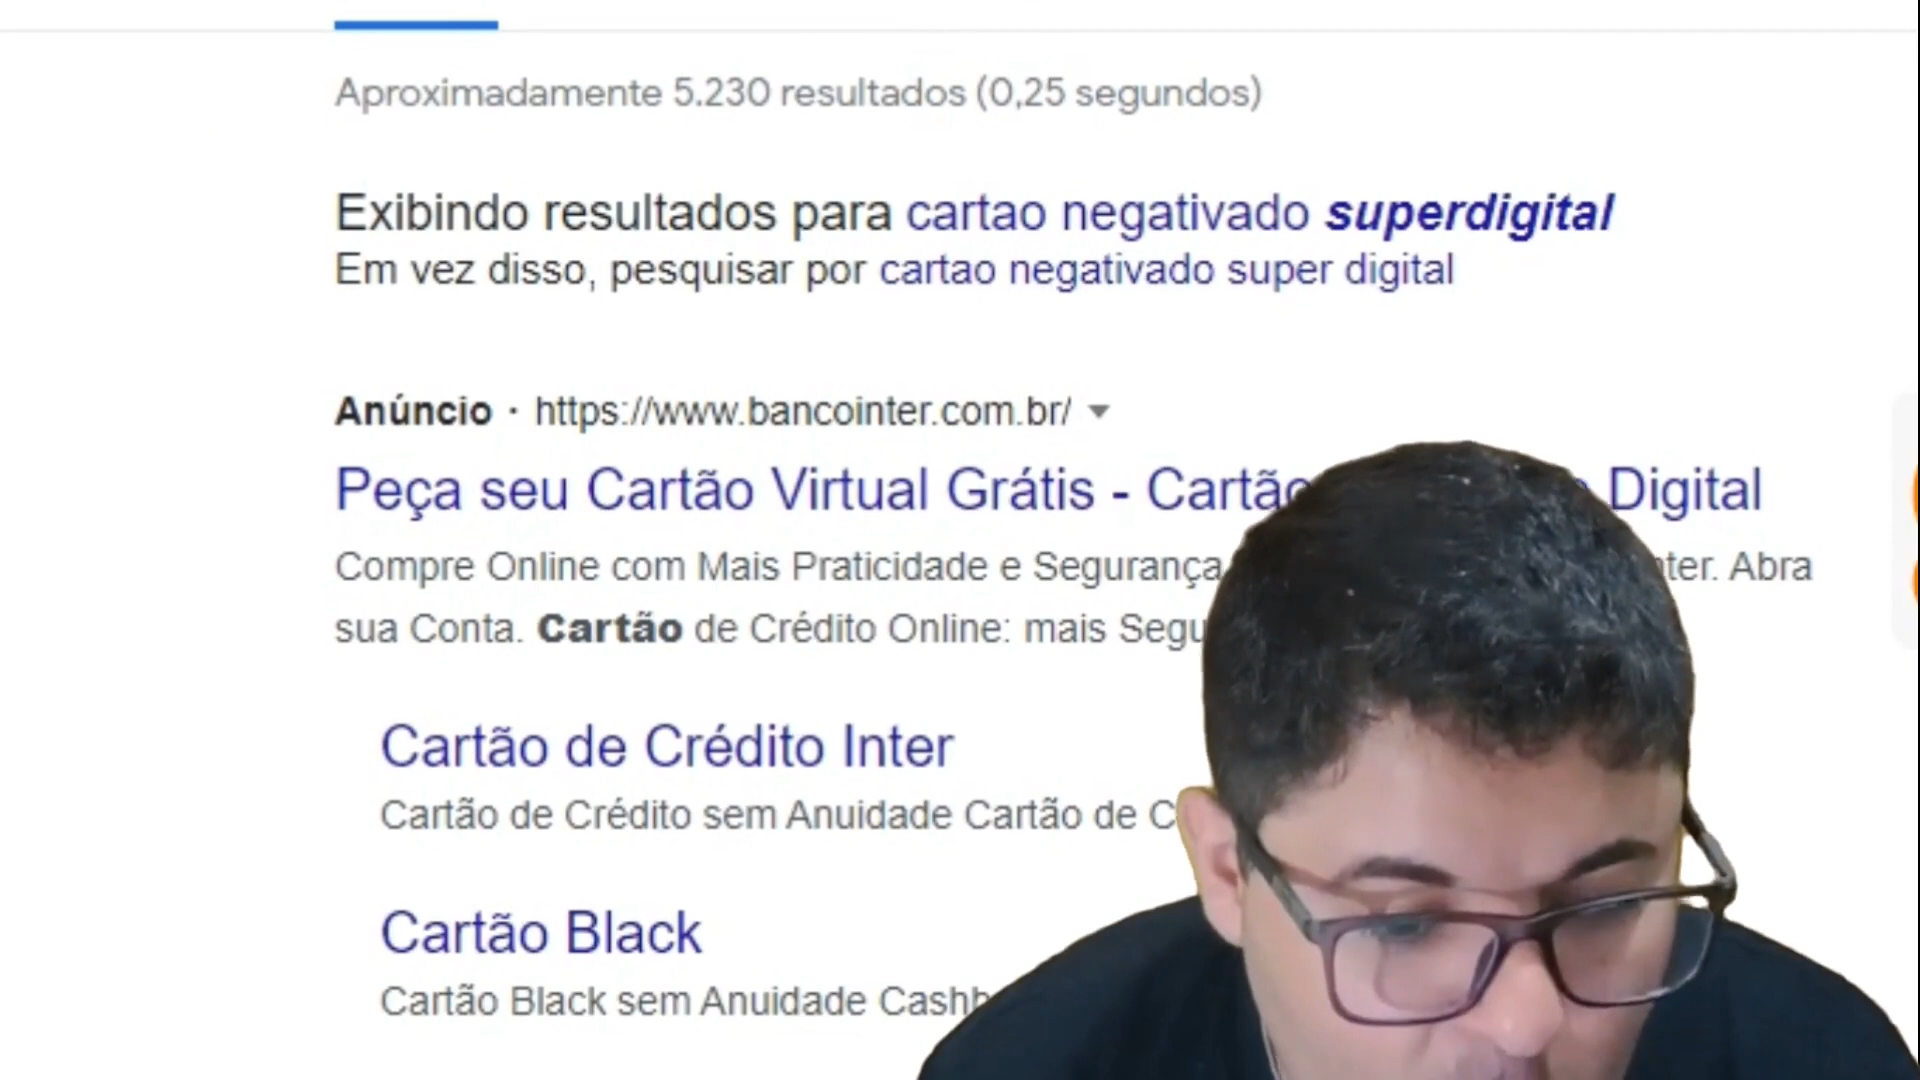 Aproximadamente 5.230 resultados (0,25 segundos)
Exibindo resultados para cartao negativado superdigital
Em vez disso, pesquisar por cartao negativado super digital
Anúncio · https://www.bancointer.com.br/
Peça seu Cartão Virtual Grátis - Cartão Digital
Compre Online com Mais Praticidade e Segurança Abra
sua Conta. Cartão de Crédito Online: mais
Cartão de Crédito Inter
Cartão de Crédito sem Anuidade Cartão de
Cartão Black
Cartão Black sem Anuidade